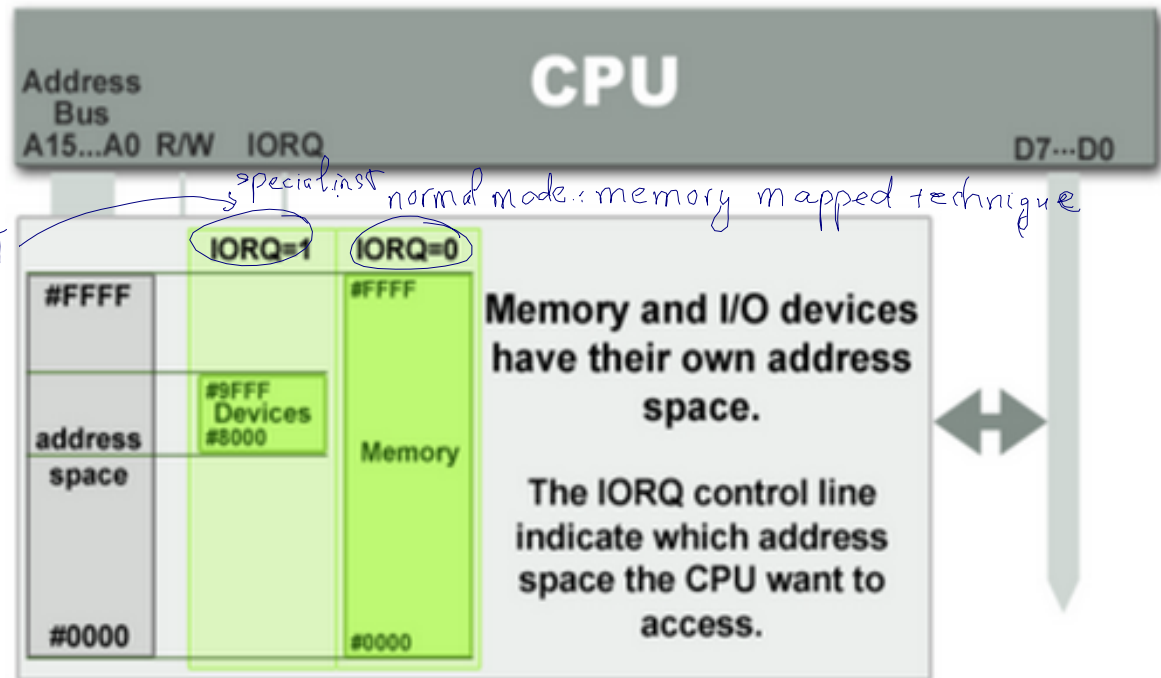 CPU
Address
Bus
A15...A0 R/W IORQ
D7...D0
special inst
normal mode: memory mapped technique
IORQ=1
IORQ=0
#FFFF
#FFFF
#9FFF
Devices
#8000
address
space
Memory
#0000
#0000
Memory and I/O devices
have their own address
space.
The IORQ control line
indicate which address
space the CPU want to
access.